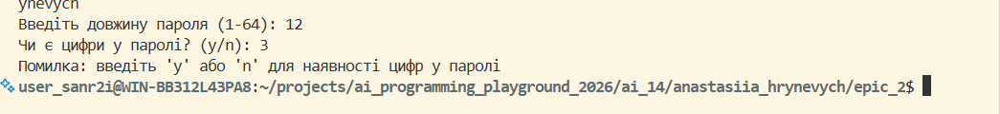 ynevych
Введіть довжину пароля (1-64): 12
Чи є цифри у паролі? (y/n): 3
Помилка: введіть 'y' або 'n' для наявності цифр у паролі
user_sanr2i@WIN-BB312L43PA8:~/projects/ai_programming_playground_2026/ai_14/anastasiia_hrynevych/epic_2$